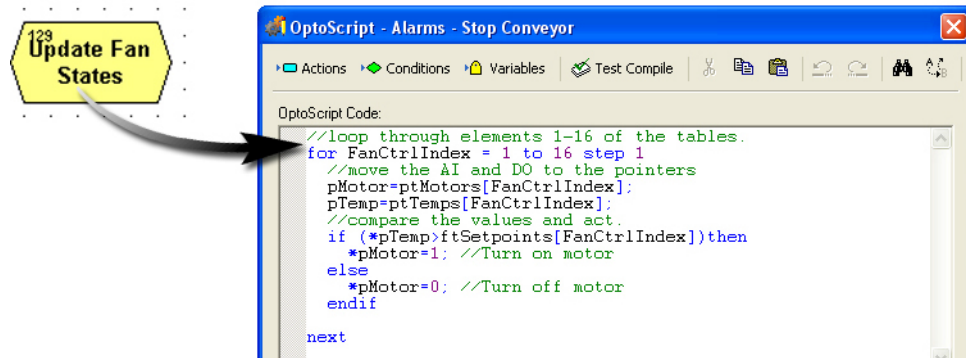 129
Update Fan
States
OptoScript - Alarms - Stop Conveyor
Actions Conditions Variables Test Compile
OptoScript Code:
//loop through elements 1-16 of the tables.
for FanCtrlIndex = 1 to 16 step 1
//move the AI and DO to the pointers
pMotor=ptMotors[FanCtrlIndex];
pTemp=ptTemps[FanCtrlIndex];
//compare the values and act.
if (*pTemp>ftSetpoints[FanCtrlIndex])then
*pMotor=1; //Turn on motor
else
*pMotor=0; //Turn off motor
endif
next